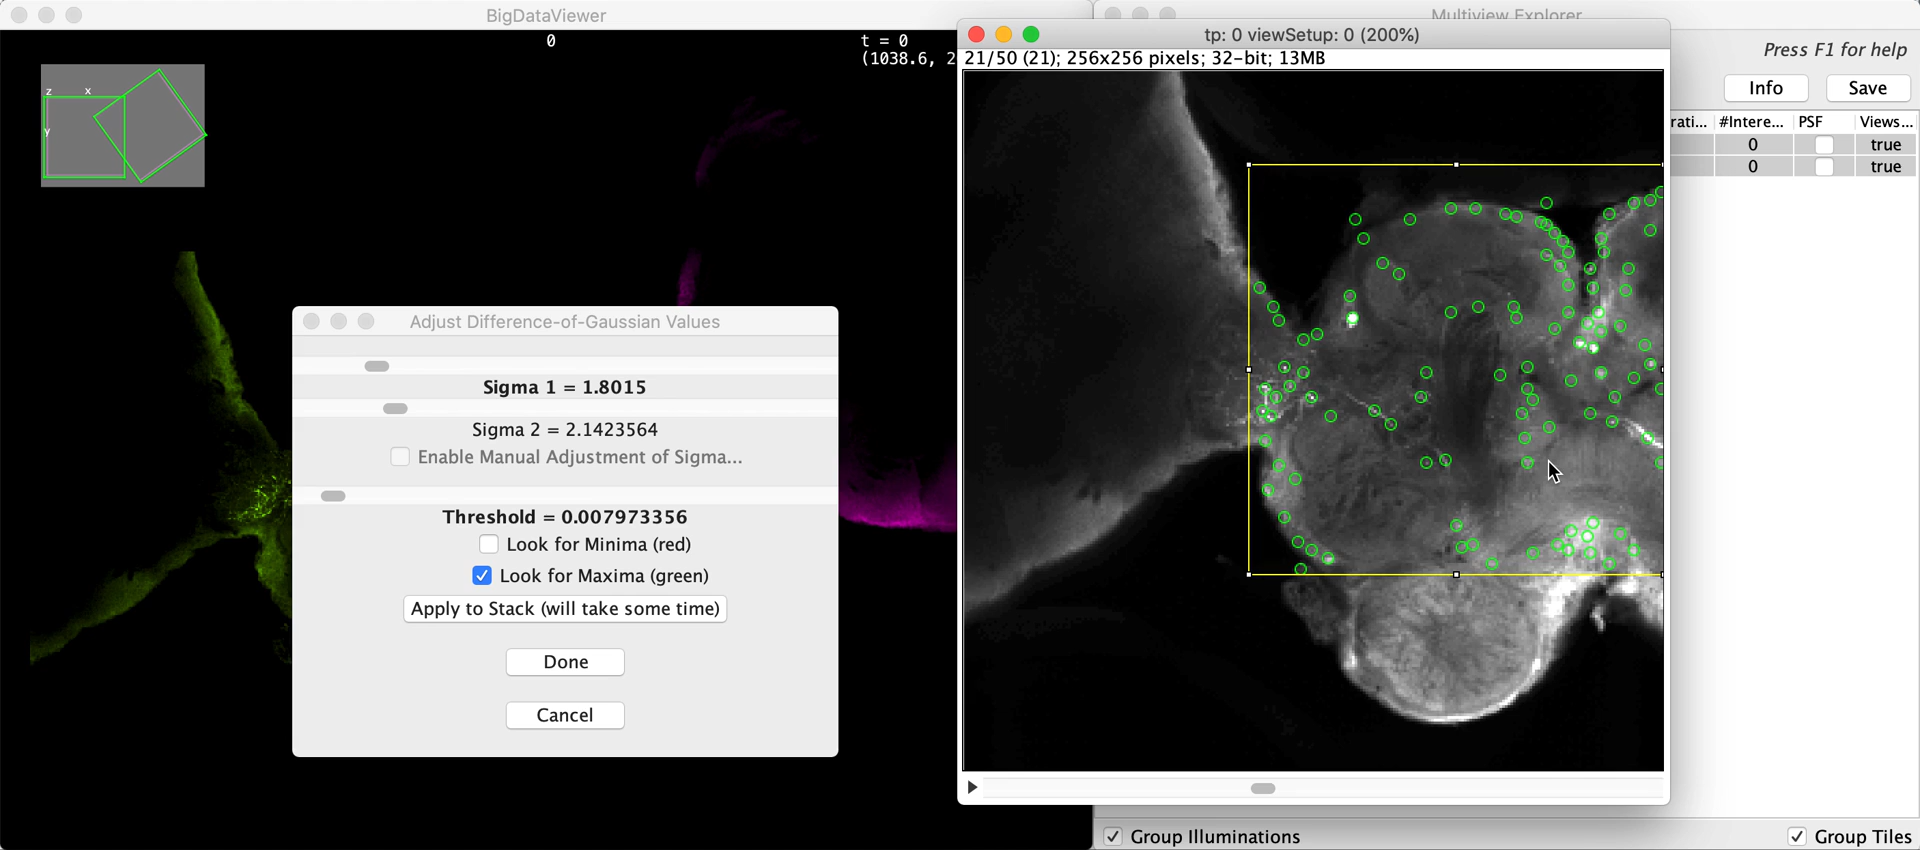 BigDataViewer
0
t = 0
(1038.6, 2
z
x
y
Adjust Difference-of-Gaussian Values
Sigma 1 = 1.8015
Sigma 2 = 2.1423564
Enable Manual Adjustment of Sigma...
Threshold = 0.007973356
Look for Minima (red)
Look for Maxima (green)
Apply to Stack (will take some time)
Done
Cancel
tp: 0 viewSetup: 0 (200%)
21/50 (21); 256x256 pixels; 32-bit; 13MB
Multiview Explorer
Press F1 for help
Info
Save
rati... #Intere... PSF Views...
0 true
0 true
Group Illuminations
Group Tiles